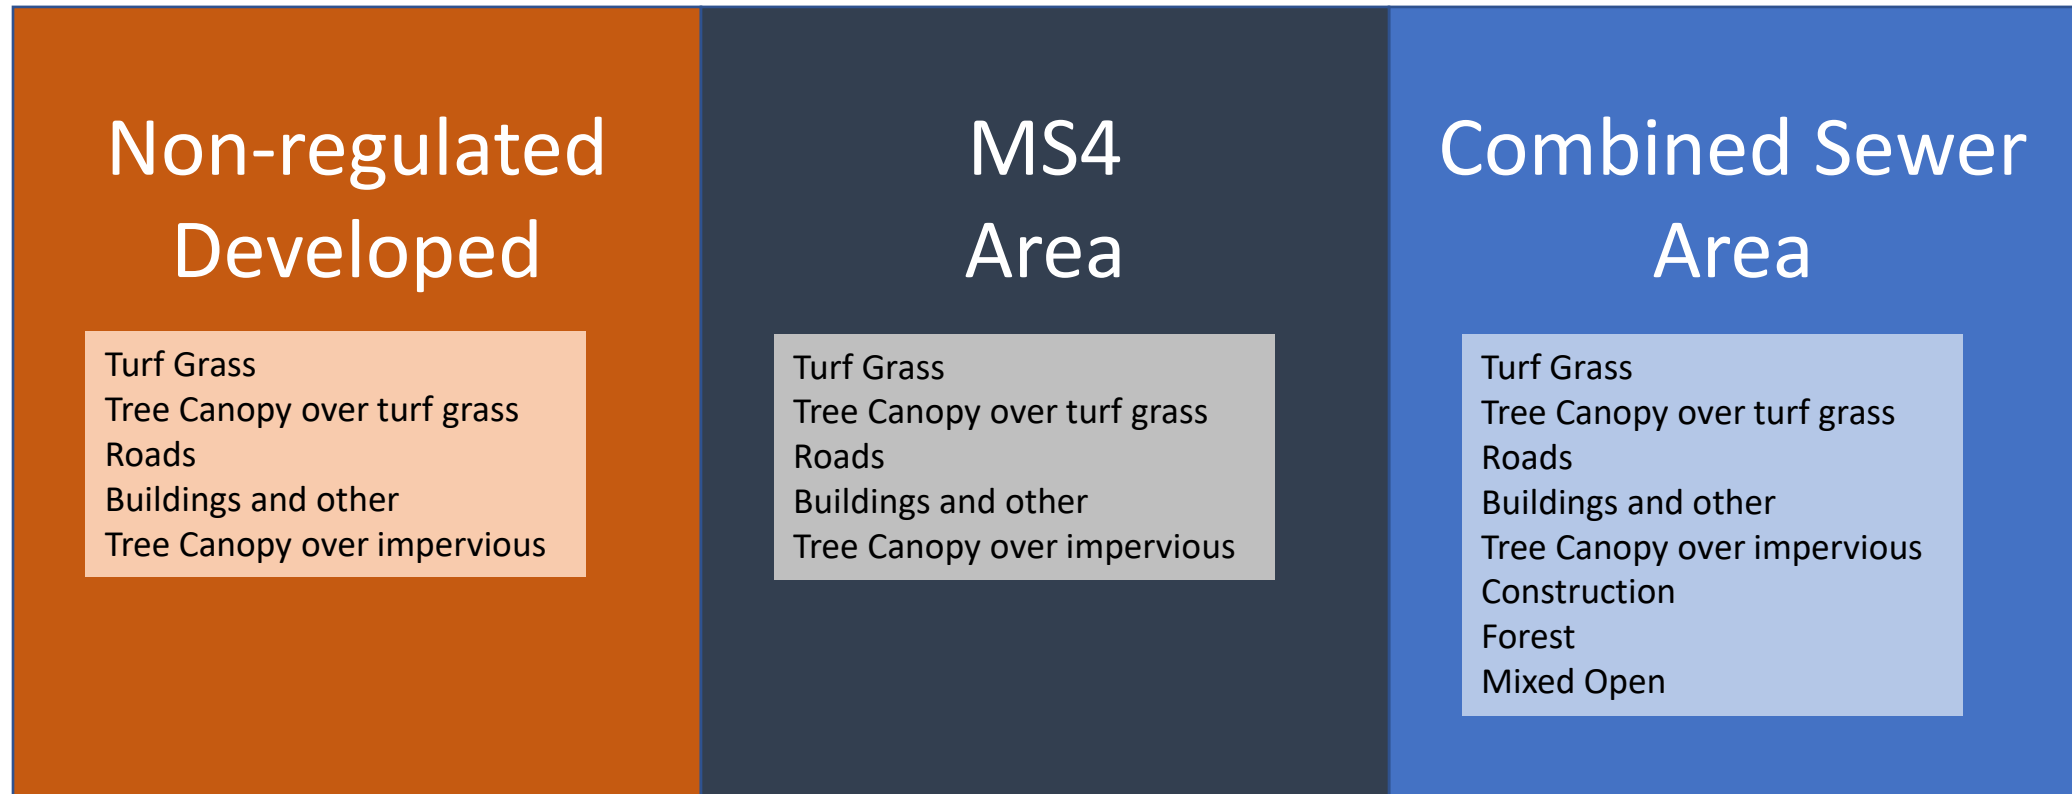 Non-regulated
Developed
Turf Grass
Tree Canopy over turf grass
Roads
Buildings and other
Tree Canopy over impervious
MS4
Area
Turf Grass
Tree Canopy over turf grass
Roads
Buildings and other
Tree Canopy over impervious
Combined Sewer
Area
Turf Grass
Tree Canopy over turf grass
Roads
Buildings and other
Tree Canopy over impervious
Construction
Forest
Mixed Open